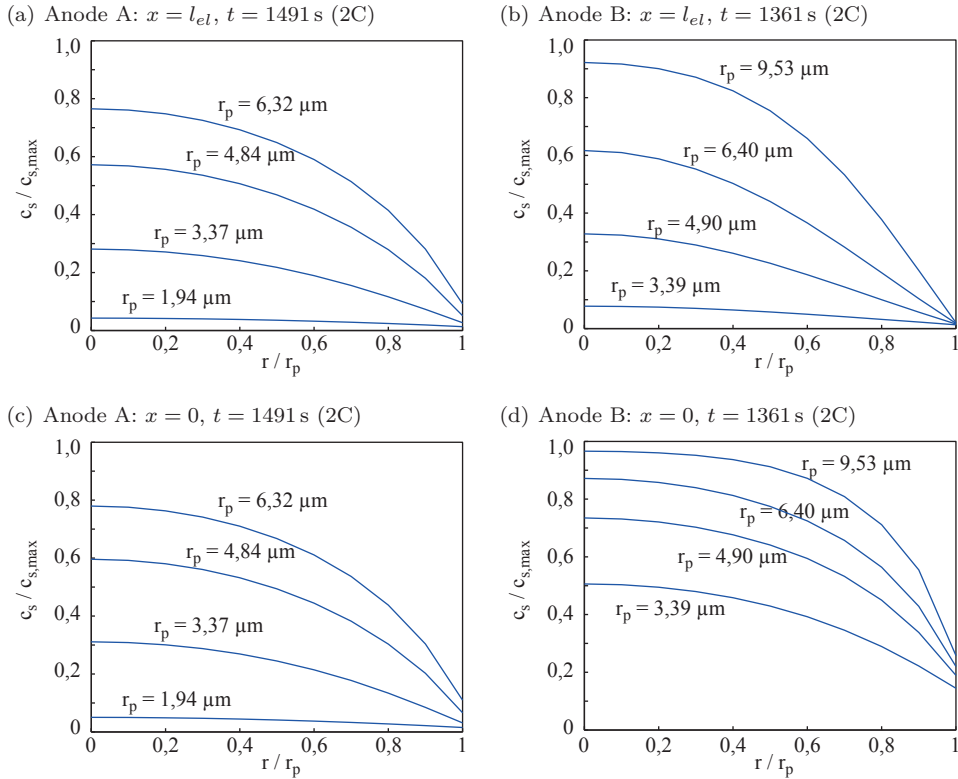 (a) Anode A: x = l_el, t = 1491 s (2C)
1,0
0,8
0,6
0,4
0,2
0
c_s / c_s,max
r_p = 6,32 µm
r_p = 4,84 µm
r_p = 3,37 µm
r_p = 1,94 µm
0 0,2 0,4 0,6 0,8 1
r / r_p
(b) Anode B: x = l_el, t = 1361 s (2C)
1,0
0,8
0,6
0,4
0,2
0
c_s / c_s,max
r_p = 9,53 µm
r_p = 6,40 µm
r_p = 4,90 µm
r_p = 3,39 µm
0 0,2 0,4 0,6 0,8 1
r / r_p
(c) Anode A: x = 0, t = 1491 s (2C)
1,0
0,8
0,6
0,4
0,2
0
c_s / c_s,max
r_p = 6,32 µm
r_p = 4,84 µm
r_p = 3,37 µm
r_p = 1,94 µm
0 0,2 0,4 0,6 0,8 1
r / r_p
(d) Anode B: x = 0, t = 1361 s (2C)
1,0
0,8
0,6
0,4
0,2
0
c_s / c_s,max
r_p = 9,53 µm
r_p = 6,40 µm
r_p = 4,90 µm
r_p = 3,39 µm
0 0,2 0,4 0,6 0,8 1
r / r_p